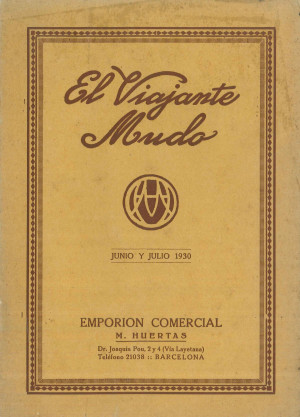 El Viajante
Mudo
JUNIO Y JULIO 1930
EMPORION COMERCIAL
M. HUERTAS
Dr. Joaquín Pou, 2 y 4 (Vía Layetana)
Teléfono 21038 :: BARCELONA